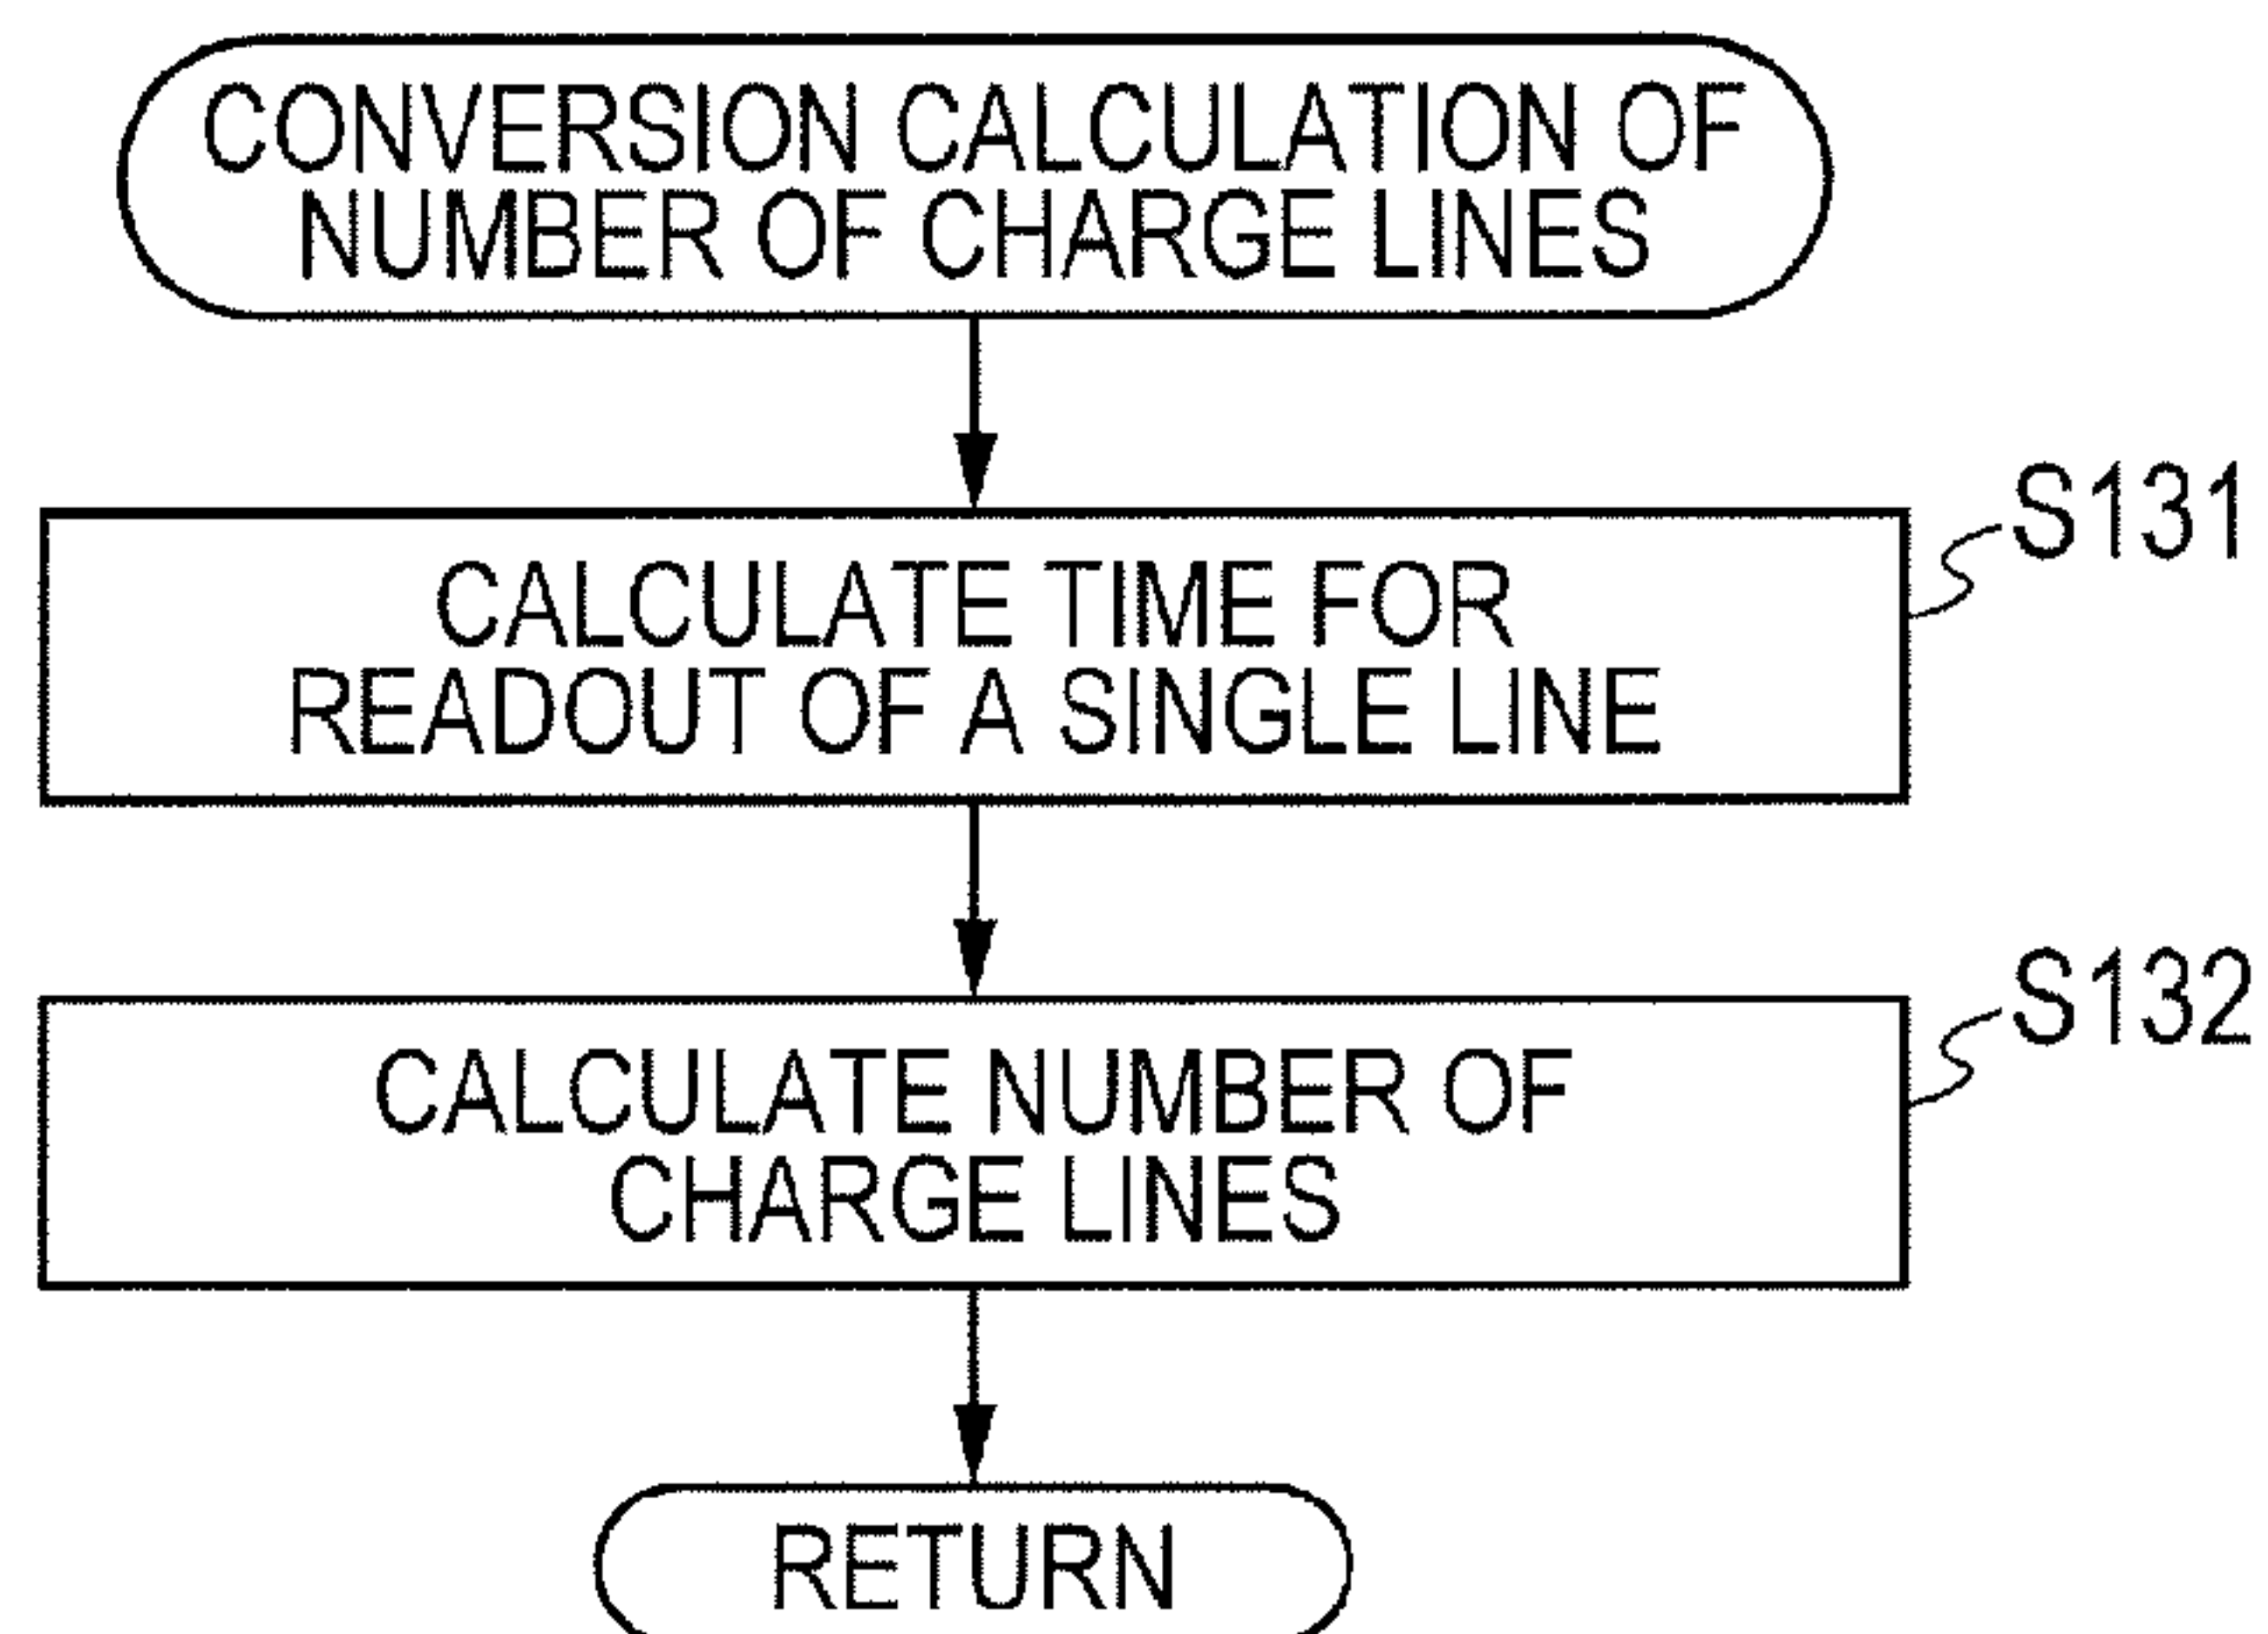 CONVERSION CALCULATION OF
NUMBER OF CHARGE LINES
S131
CALCULATE TIME FOR
READOUT OF A SINGLE LINE
S132
CALCULATE NUMBER OF
CHARGE LINES
RETURN